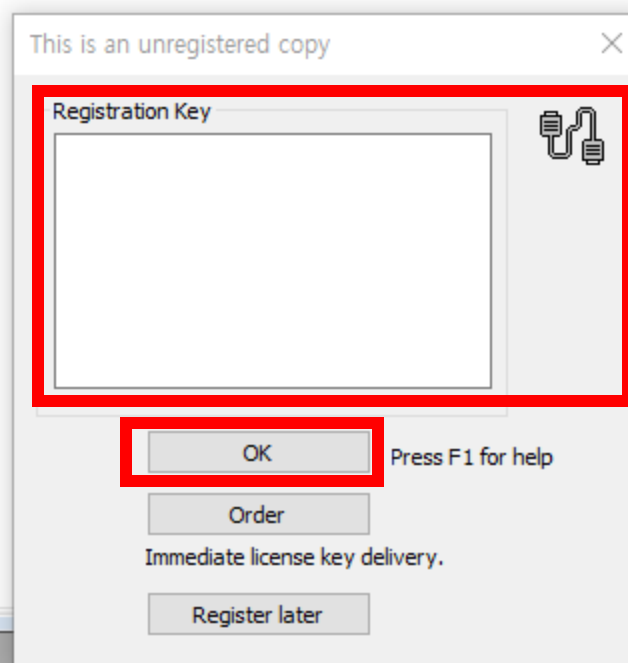 This is an unregistered copy
Registration Key
OK
Press F1 for help
Order
Immediate license key delivery.
Register later